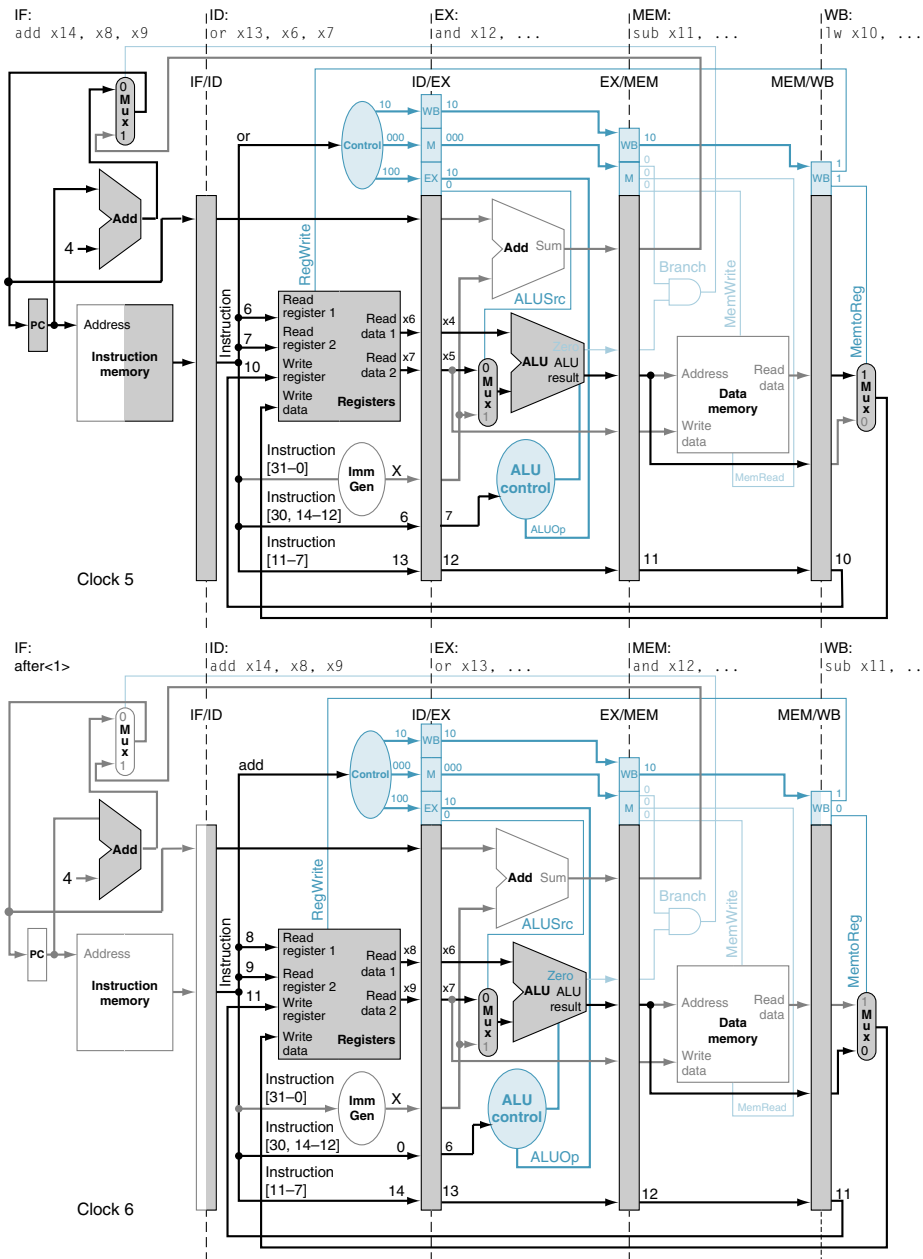 IF: ID: EX: MEM: WB:
add x14, x8, x9 or x13, x6, x7 and x12, ... sub x11, ... lw x10, ...
IF/ID ID/EX EX/MEM MEM/WB
0
Mux
1
or
Control
10 WB 10
000 M 000
100 EX 10
0
WB 10
M 0
0
0
WB 1
1
Add
4
RegWrite
Add Sum
Branch
MemWrite
ALUSrc
MemtoReg
PC
Address
Instruction
memory
Instruction
6 Read
register 1
7 Read
register 2
10 Write
register
Write
data
Read
data 1
Read
data 2
Registers
x6 x4
x7 x5
0
Mux
1
Zero
ALU ALU
result
Address
Read
data
Data
memory
Write
data
MemRead
1
Mux
0
Instruction
[31–0]
Imm
Gen
X
ALU
control
ALUOp
Instruction
[30, 14–12] 6 7
Instruction
[11–7] 13 12 11 10
Clock 5
IF: ID: EX: MEM: WB:
after<1> add x14, x8, x9 or x13, ... and x12, ... sub x11, ...
IF/ID ID/EX EX/MEM MEM/WB
0
Mux
1
add
Control
10 WB 10
000 M 000
100 EX 10
0
WB 10
M 0
0
0
WB 1
0
Add
4
RegWrite
Add Sum
Branch
MemWrite
ALUSrc
MemtoReg
PC
Address
Instruction
memory
Instruction
8 Read
register 1
9 Read
register 2
11 Write
register
Write
data
Read
data 1
Read
data 2
Registers
x8 x6
x9 x7
0
Mux
1
Zero
ALU ALU
result
Address
Read
data
Data
memory
Write
data
MemRead
1
Mux
0
Instruction
[31–0]
Imm
Gen
X
ALU
control
ALUOp
Instruction
[30, 14–12] 0 6
Instruction
[11–7] 14 13 12 11
Clock 6